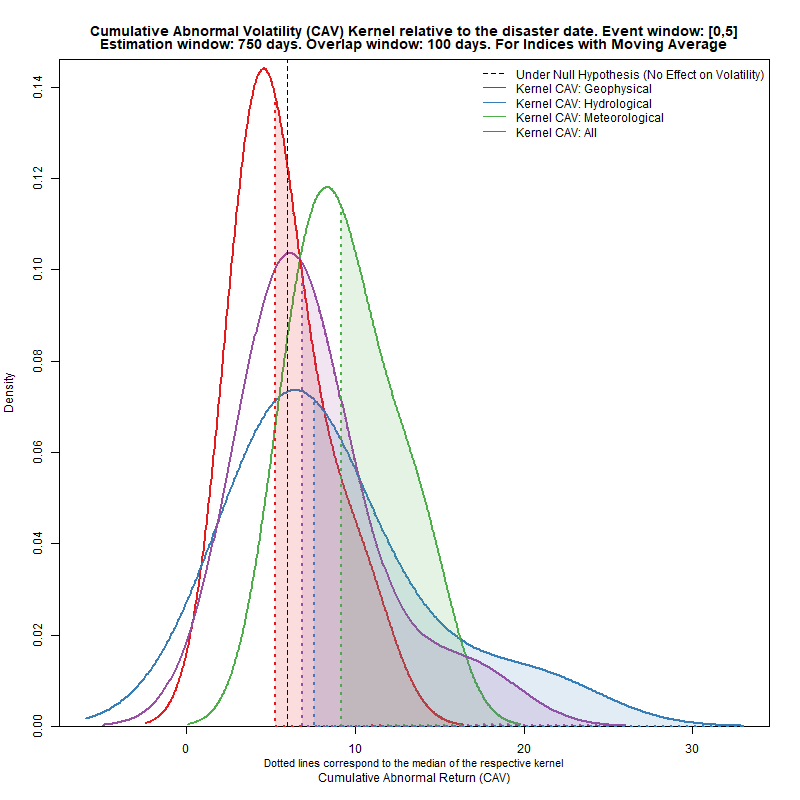 Cumulative Abnormal Volatility (CAV) Kernel relative to the disaster date. Event window: [0,5]
Estimation window: 750 days. Overlap window: 100 days. For Indices with Moving Average
Under Null Hypothesis (No Effect on Volatility)
Kernel CAV: Geophysical
Kernel CAV: Hydrological
Kernel CAV: Meteorological
Kernel CAV: All
Density
0.14
0.12
0.10
0.08
0.06
0.04
0.02
0.00
0
10
20
30
Dotted lines correspond to the median of the respective kernel
Cumulative Abnormal Return (CAV)